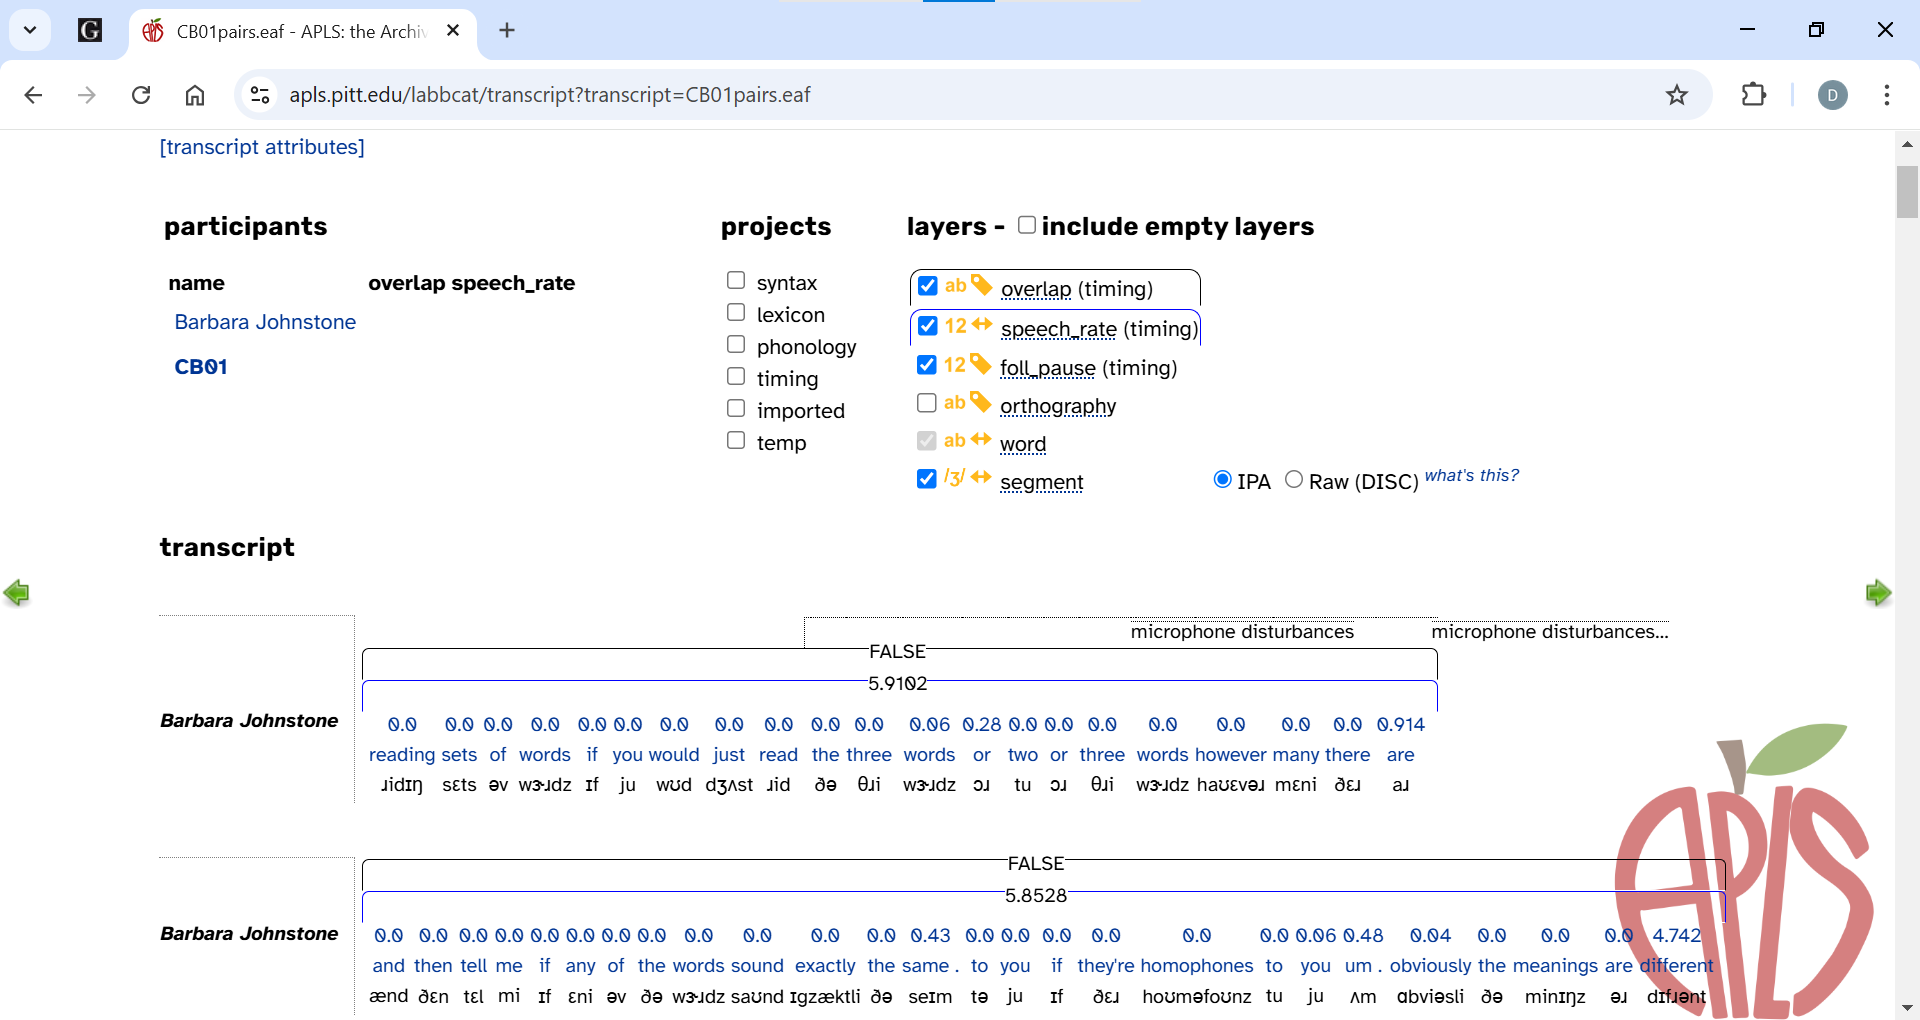 CB01pairs.eaf - APLS: the Archiv
apls.pitt.edu/labbcat/transcript?transcript=CB01pairs.eaf
D
[transcript attributes]
participants
projects
layers - include empty layers
name overlap speech_rate
Barbara Johnstone
CB01
syntax
lexicon
phonology
timing
imported
temp
ab overlap (timing)
12 speech_rate (timing)
12 foll_pause (timing)
ab orthography
ab word
/ʒ/ segment IPA Raw (DISC) what's this?
transcript
microphone disturbances microphone disturbances...
FALSE
5.9102
Barbara Johnstone
0.0 0.0 0.0 0.0 0.0 0.0 0.0 0.0 0.0 0.0 0.0 0.06 0.28 0.0 0.0 0.0 0.0 0.0 0.0 0.0 0.914
reading sets of words if you would just read the three words or two or three words however many there are
ɹidɪŋ sɛts əv wɝɹdz ɪf ju wʊd dʒʌst ɹid ðə θɹi wɝɹdz ɔɹ tu ɔɹ θɹi wɝɹdz haʊɛvəɹ mɛni ðɛɹ aɹ
FALSE
5.8528
Barbara Johnstone
0.0 0.0 0.0 0.0 0.0 0.0 0.0 0.0 0.0 0.0 0.0 0.0 0.43 0.0 0.0 0.0 0.0 0.0 0.0 0.06 0.48 0.04 0.0 0.0 0.0 4.742
and then tell me if any of the words sound exactly the same . to you if they're homophones to you um . obviously the meanings are different
ænd ðɛn tɛl mi ɪf ɛni əv ðə wɝɹdz saʊnd ɪgzæktli ðə seɪm tə ju ɪf ðɛɹ hoʊməfoʊnz tu ju ʌm ɑbviəsli ðə minɪŋz əɹ dɪfɹənt
APLS